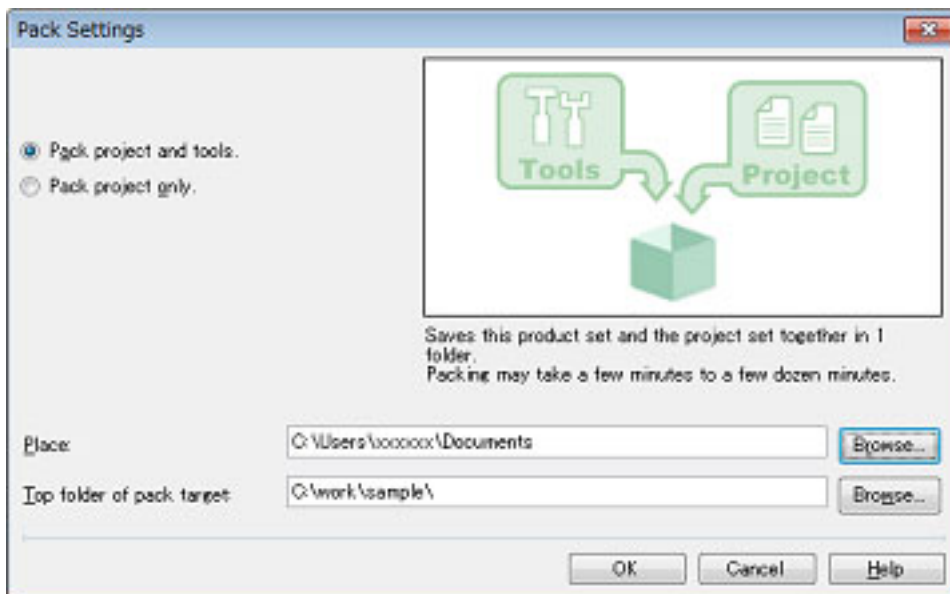 Pack Settings
Pack project and tools.
Pack project only.
Tools
Project
Saves this product set and the project set together in 1
folder.
Packing may take a few minutes to a few dozen minutes.
Place:
C:\Users\xxxxxxx\Documents
Browse...
Top folder of pack target:
C:\work\sample\
Browse...
OK
Cancel
Help